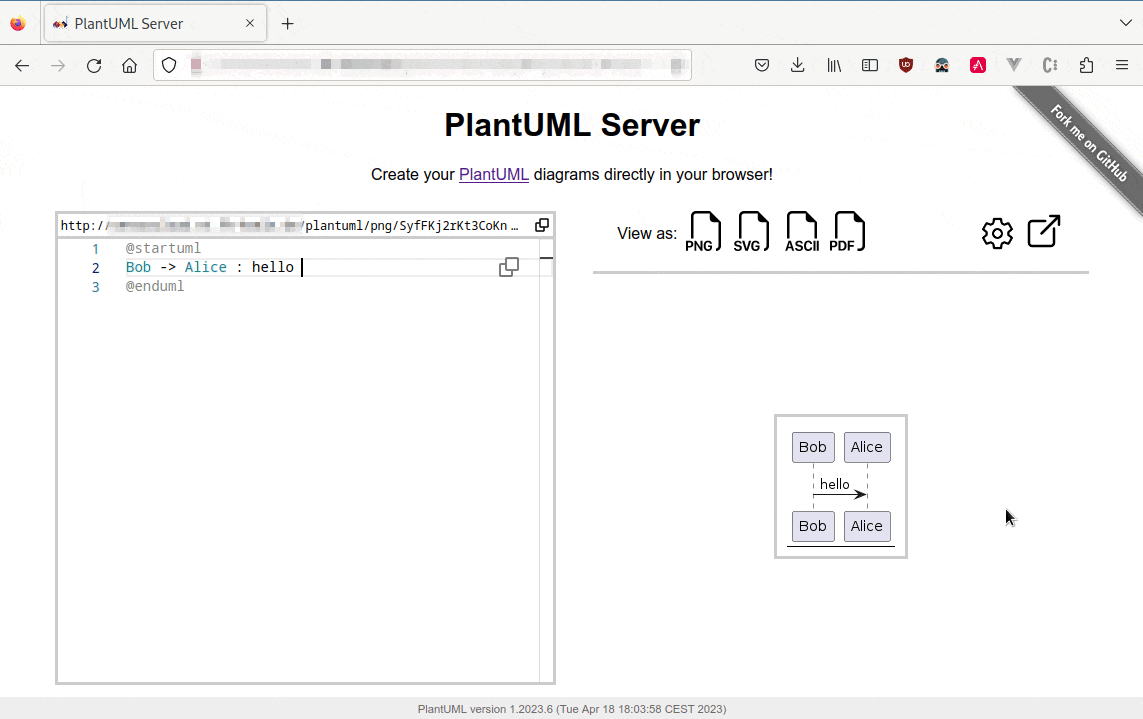 PlantUML Server
Fork me on GitHub
PlantUML Server
Create your PlantUML diagrams directly in your browser!
http:// /plantuml/png/SyfFKj2rKt3CoKn ...
View as: PNG SVG ASCII PDF
1 @startuml
2 Bob -> Alice : hello
3 @enduml
Bob Alice
hello
Bob Alice
PlantUML version 1.2023.6 (Tue Apr 18 18:03:58 CEST 2023)